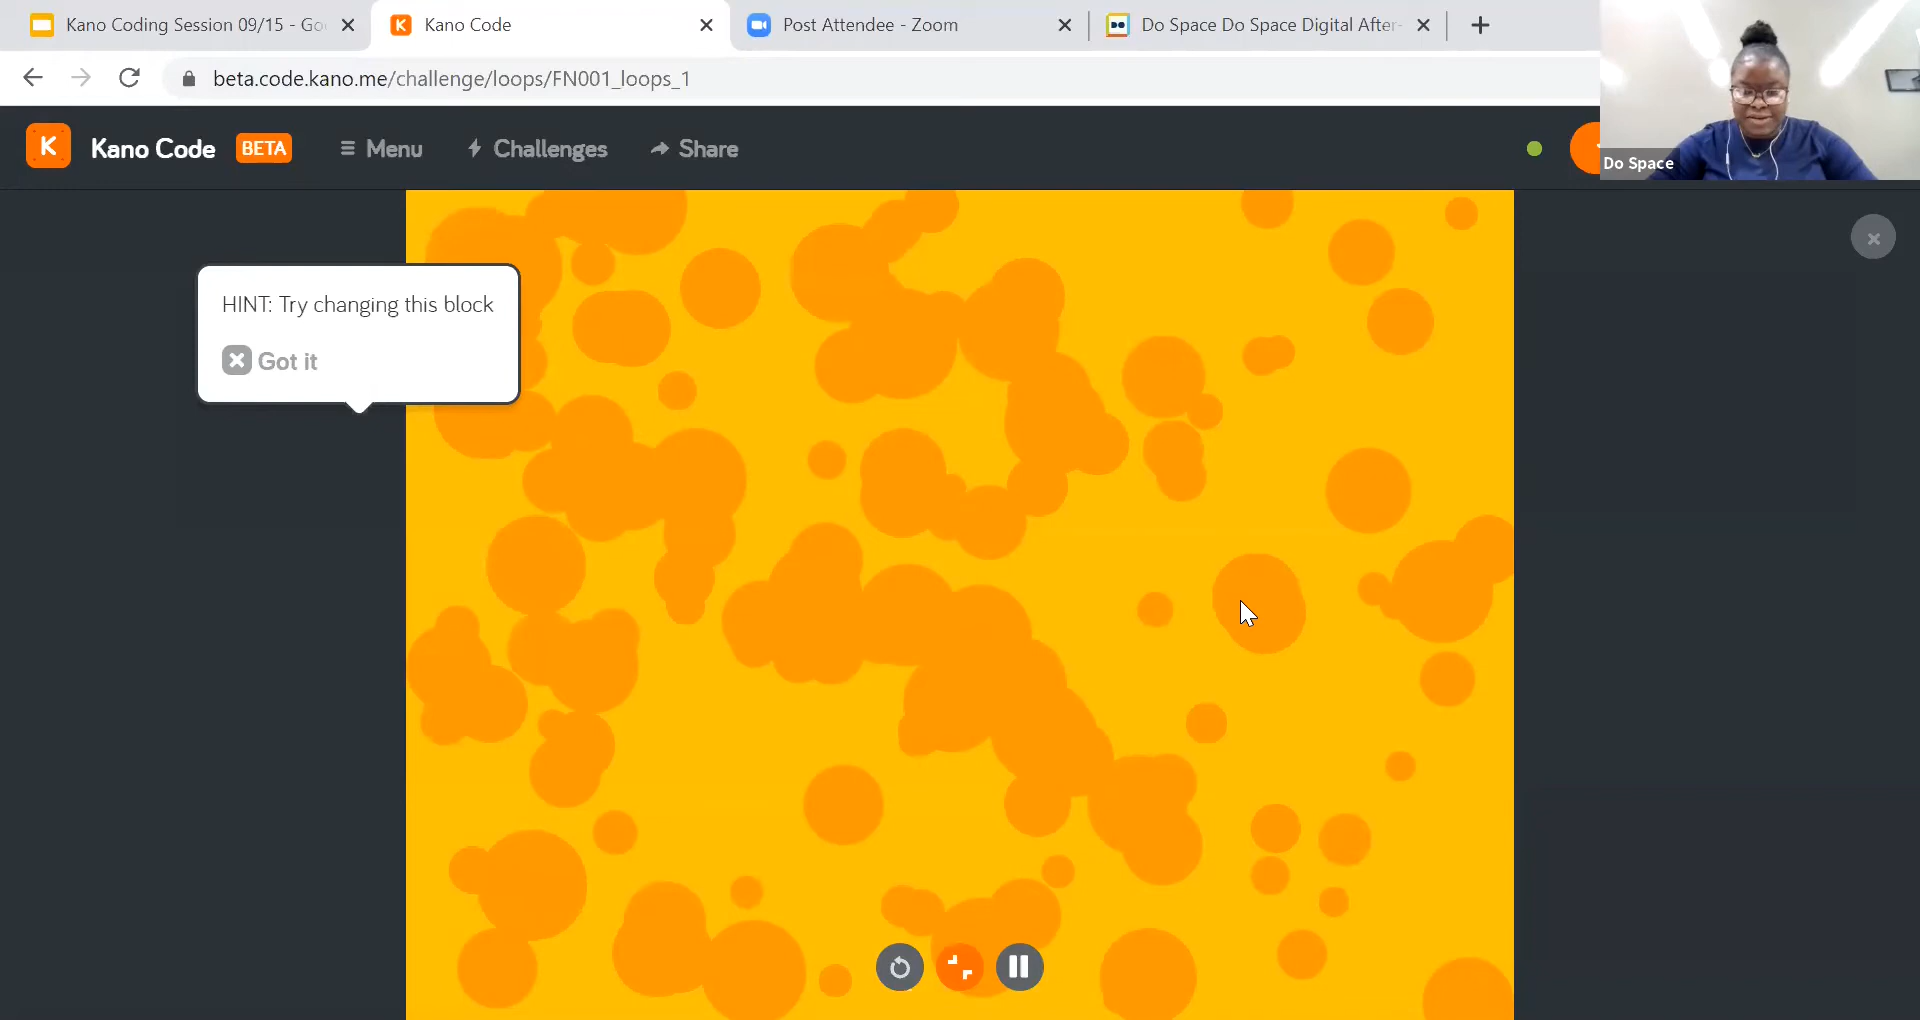 Kano Coding Session 09/15 - Go
Kano Code
Post Attendee - Zoom
Do Space Do Space Digital After-
beta.code.kano.me/challenge/loops/FN001_loops_1
K
Kano Code
BETA
Menu
Challenges
Share
Do Space
HINT: Try changing this block
Got it